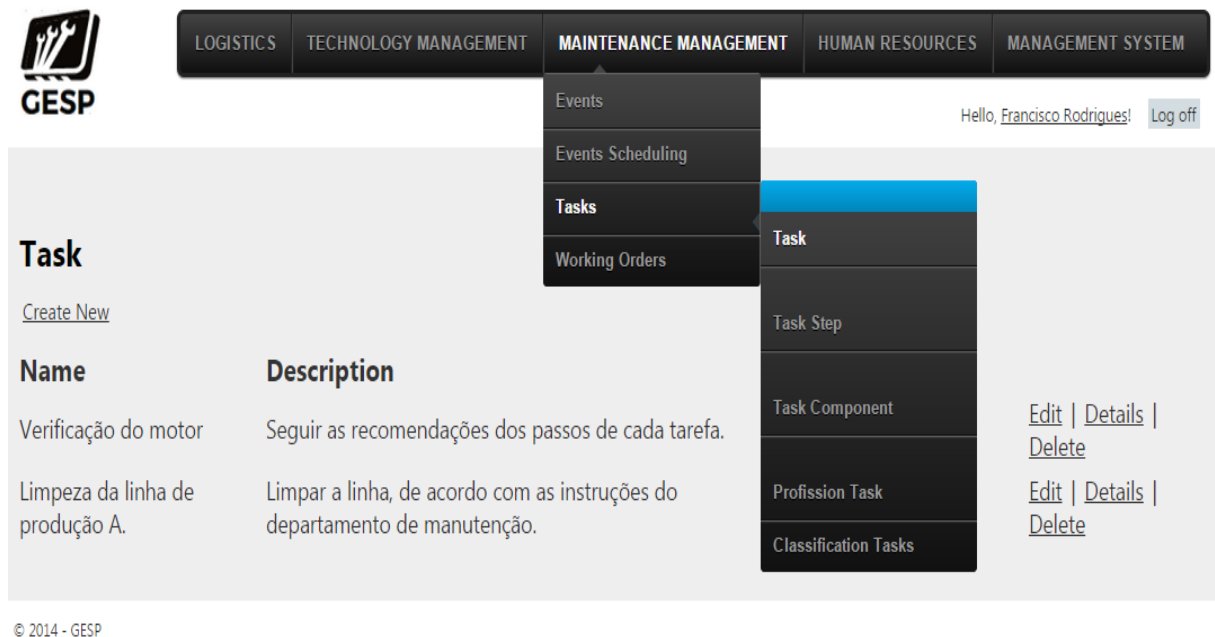 GESP
LOGISTICS
TECHNOLOGY MANAGEMENT
MAINTENANCE MANAGEMENT
HUMAN RESOURCES
MANAGEMENT SYSTEM
Hello, Francisco Rodrigues!
Log off
Events
Events Scheduling
Tasks
Working Orders
Task
Task Step
Task Component
Profission Task
Classification Tasks
Task
Create New
Name
Description
Verificação do motor
Seguir as recomendações dos passos de cada tarefa.
Edit | Details |
Delete
Limpeza da linha de
produção A.
Limpar a linha, de acordo com as instruções do
departamento de manutenção.
Edit | Details |
Delete
© 2014 - GESP